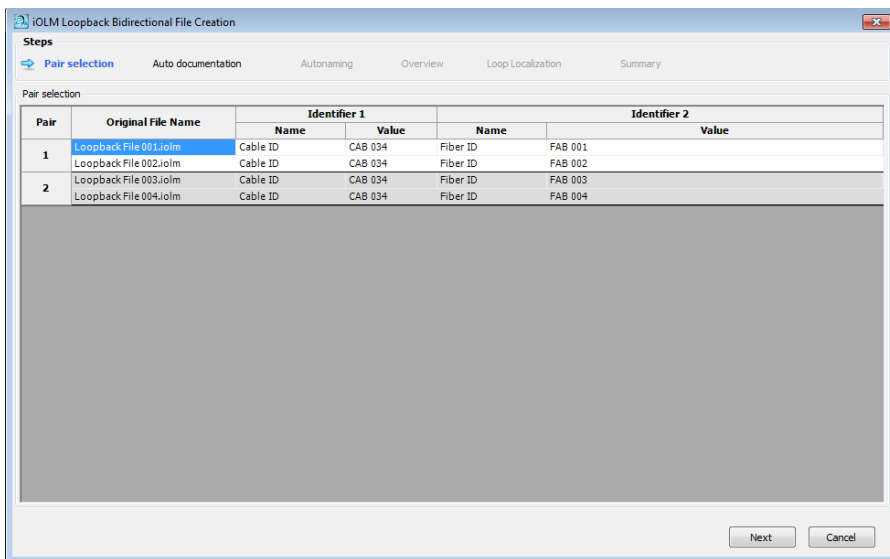 iOLM Loopback Bidirectional File Creation
Steps
Pair selection Auto documentation Autonaming Overview Loop Localization Summary
Pair selection
Pair Original File Name Identifier 1 Identifier 2
Name Value Name Value
1 Loopback File 001.iolm Cable ID CAB 034 Fiber ID FAB 001
Loopback File 002.iolm Cable ID CAB 034 Fiber ID FAB 002
2 Loopback File 003.iolm Cable ID CAB 034 Fiber ID FAB 003
Loopback File 004.iolm Cable ID CAB 034 Fiber ID FAB 004
Next Cancel